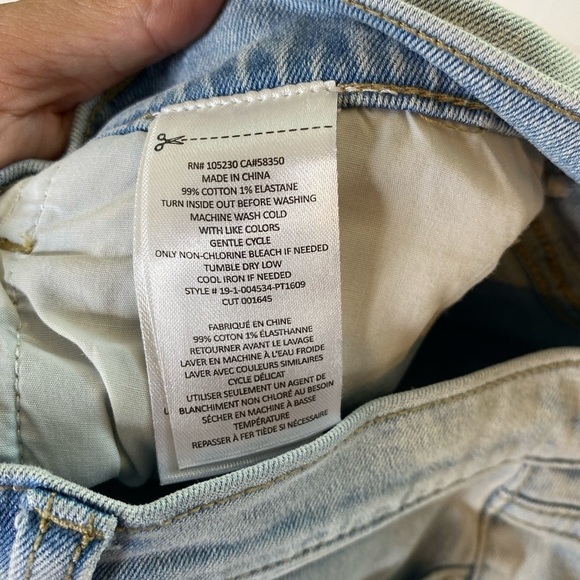 RN# 105230 CA#58350
MADE IN CHINA
99% COTTON 1% ELASTANE
TURN INSIDE OUT BEFORE WASHING
MACHINE WASH COLD
WITH LIKE COLORS
GENTLE CYCLE
ONLY NON-CHLORINE BLEACH IF NEEDED
TUMBLE DRY LOW
COOL IRON IF NEEDED
STYLE # 19-1-004534-PT1609
CUT 001645
FABRIQUÉ EN CHINE
99% COTON 1% ÉLASTHANNE
RETOURNER AVANT LE LAVAGE
LAVER EN MACHINE À L'EAU FROIDE
LAVER AVEC COULEURS SIMILAIRES
CYCLE DÉLICAT
UTILISER SEULEMENT UN AGENT DE
BLANCHIMENT NON CHLORÉ AU BESOIN
SÉCHER EN MACHINE À BASSE
TEMPÉRATURE
REPASSER À FER TIÈDE SI NÉCESSAIRE